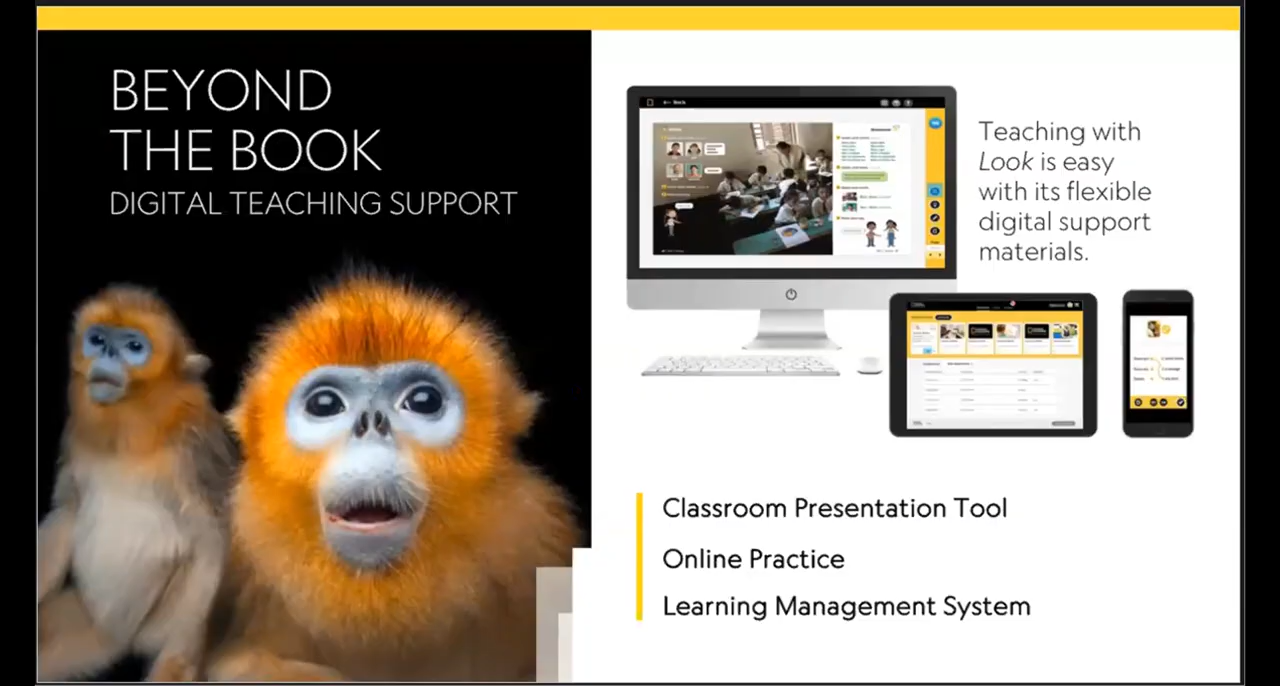 BEYOND
THE BOOK
DIGITAL TEACHING SUPPORT
Teaching with
Look is easy
with its flexible
digital support
materials.
Classroom Presentation Tool
Online Practice
Learning Management System